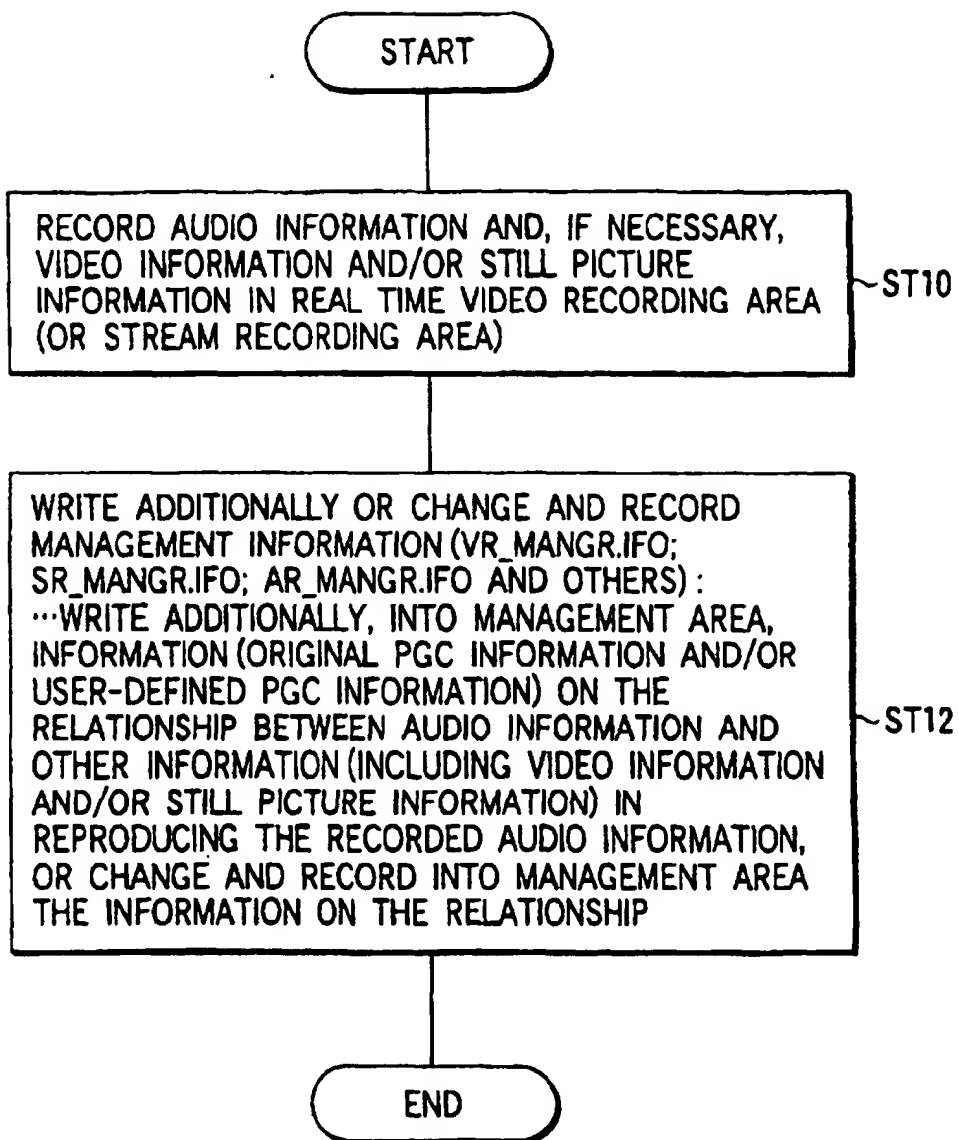 START
RECORD AUDIO INFORMATION AND, IF NECESSARY,
VIDEO INFORMATION AND/OR STILL PICTURE
INFORMATION IN REAL TIME VIDEO RECORDING AREA
(OR STREAM RECORDING AREA)
ST10
WRITE ADDITIONALLY OR CHANGE AND RECORD
MANAGEMENT INFORMATION (VR_MANGR.IFO;
SR_MANGR.IFO; AR_MANGR.IFO AND OTHERS) :
···WRITE ADDITIONALLY, INTO MANAGEMENT AREA,
INFORMATION (ORIGINAL PGC INFORMATION AND/OR
USER-DEFINED PGC INFORMATION) ON THE
RELATIONSHIP BETWEEN AUDIO INFORMATION AND
OTHER INFORMATION (INCLUDING VIDEO INFORMATION
AND/OR STILL PICTURE INFORMATION) IN
REPRODUCING THE RECORDED AUDIO INFORMATION,
OR CHANGE AND RECORD INTO MANAGEMENT AREA
THE INFORMATION ON THE RELATIONSHIP
ST12
END